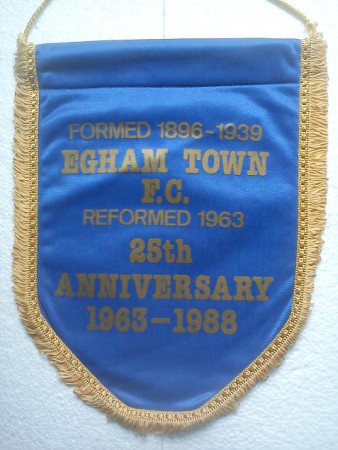 FORMED 1896~1939
EGHAM TOWN
F.C.
REFORMED 1963
25th
ANNIVERSARY
1963-1988